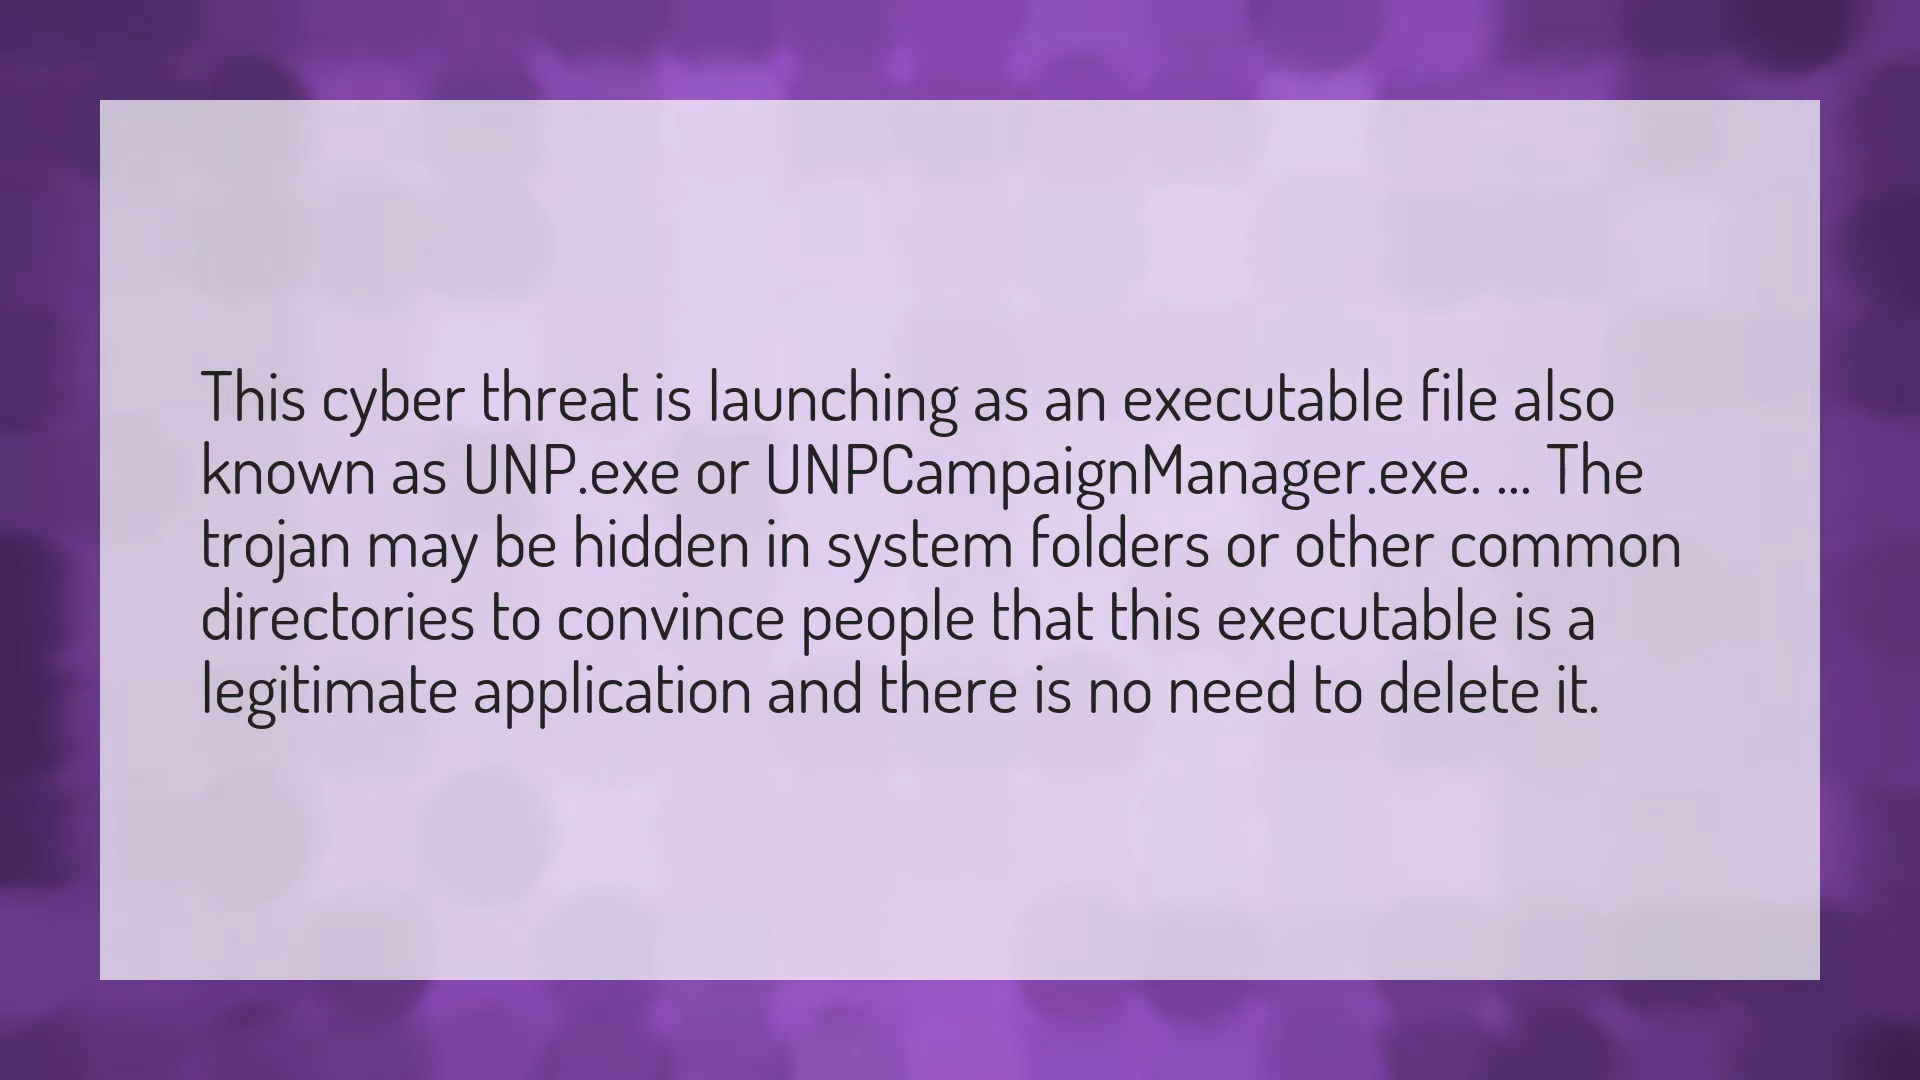 This cyber threat is launching as an executable file also
known as UNP.exe or UNPCampaignManager.exe. ... The
trojan may be hidden in system folders or other common
directories to convince people that this executable is a
legitimate application and there is no need to delete it.